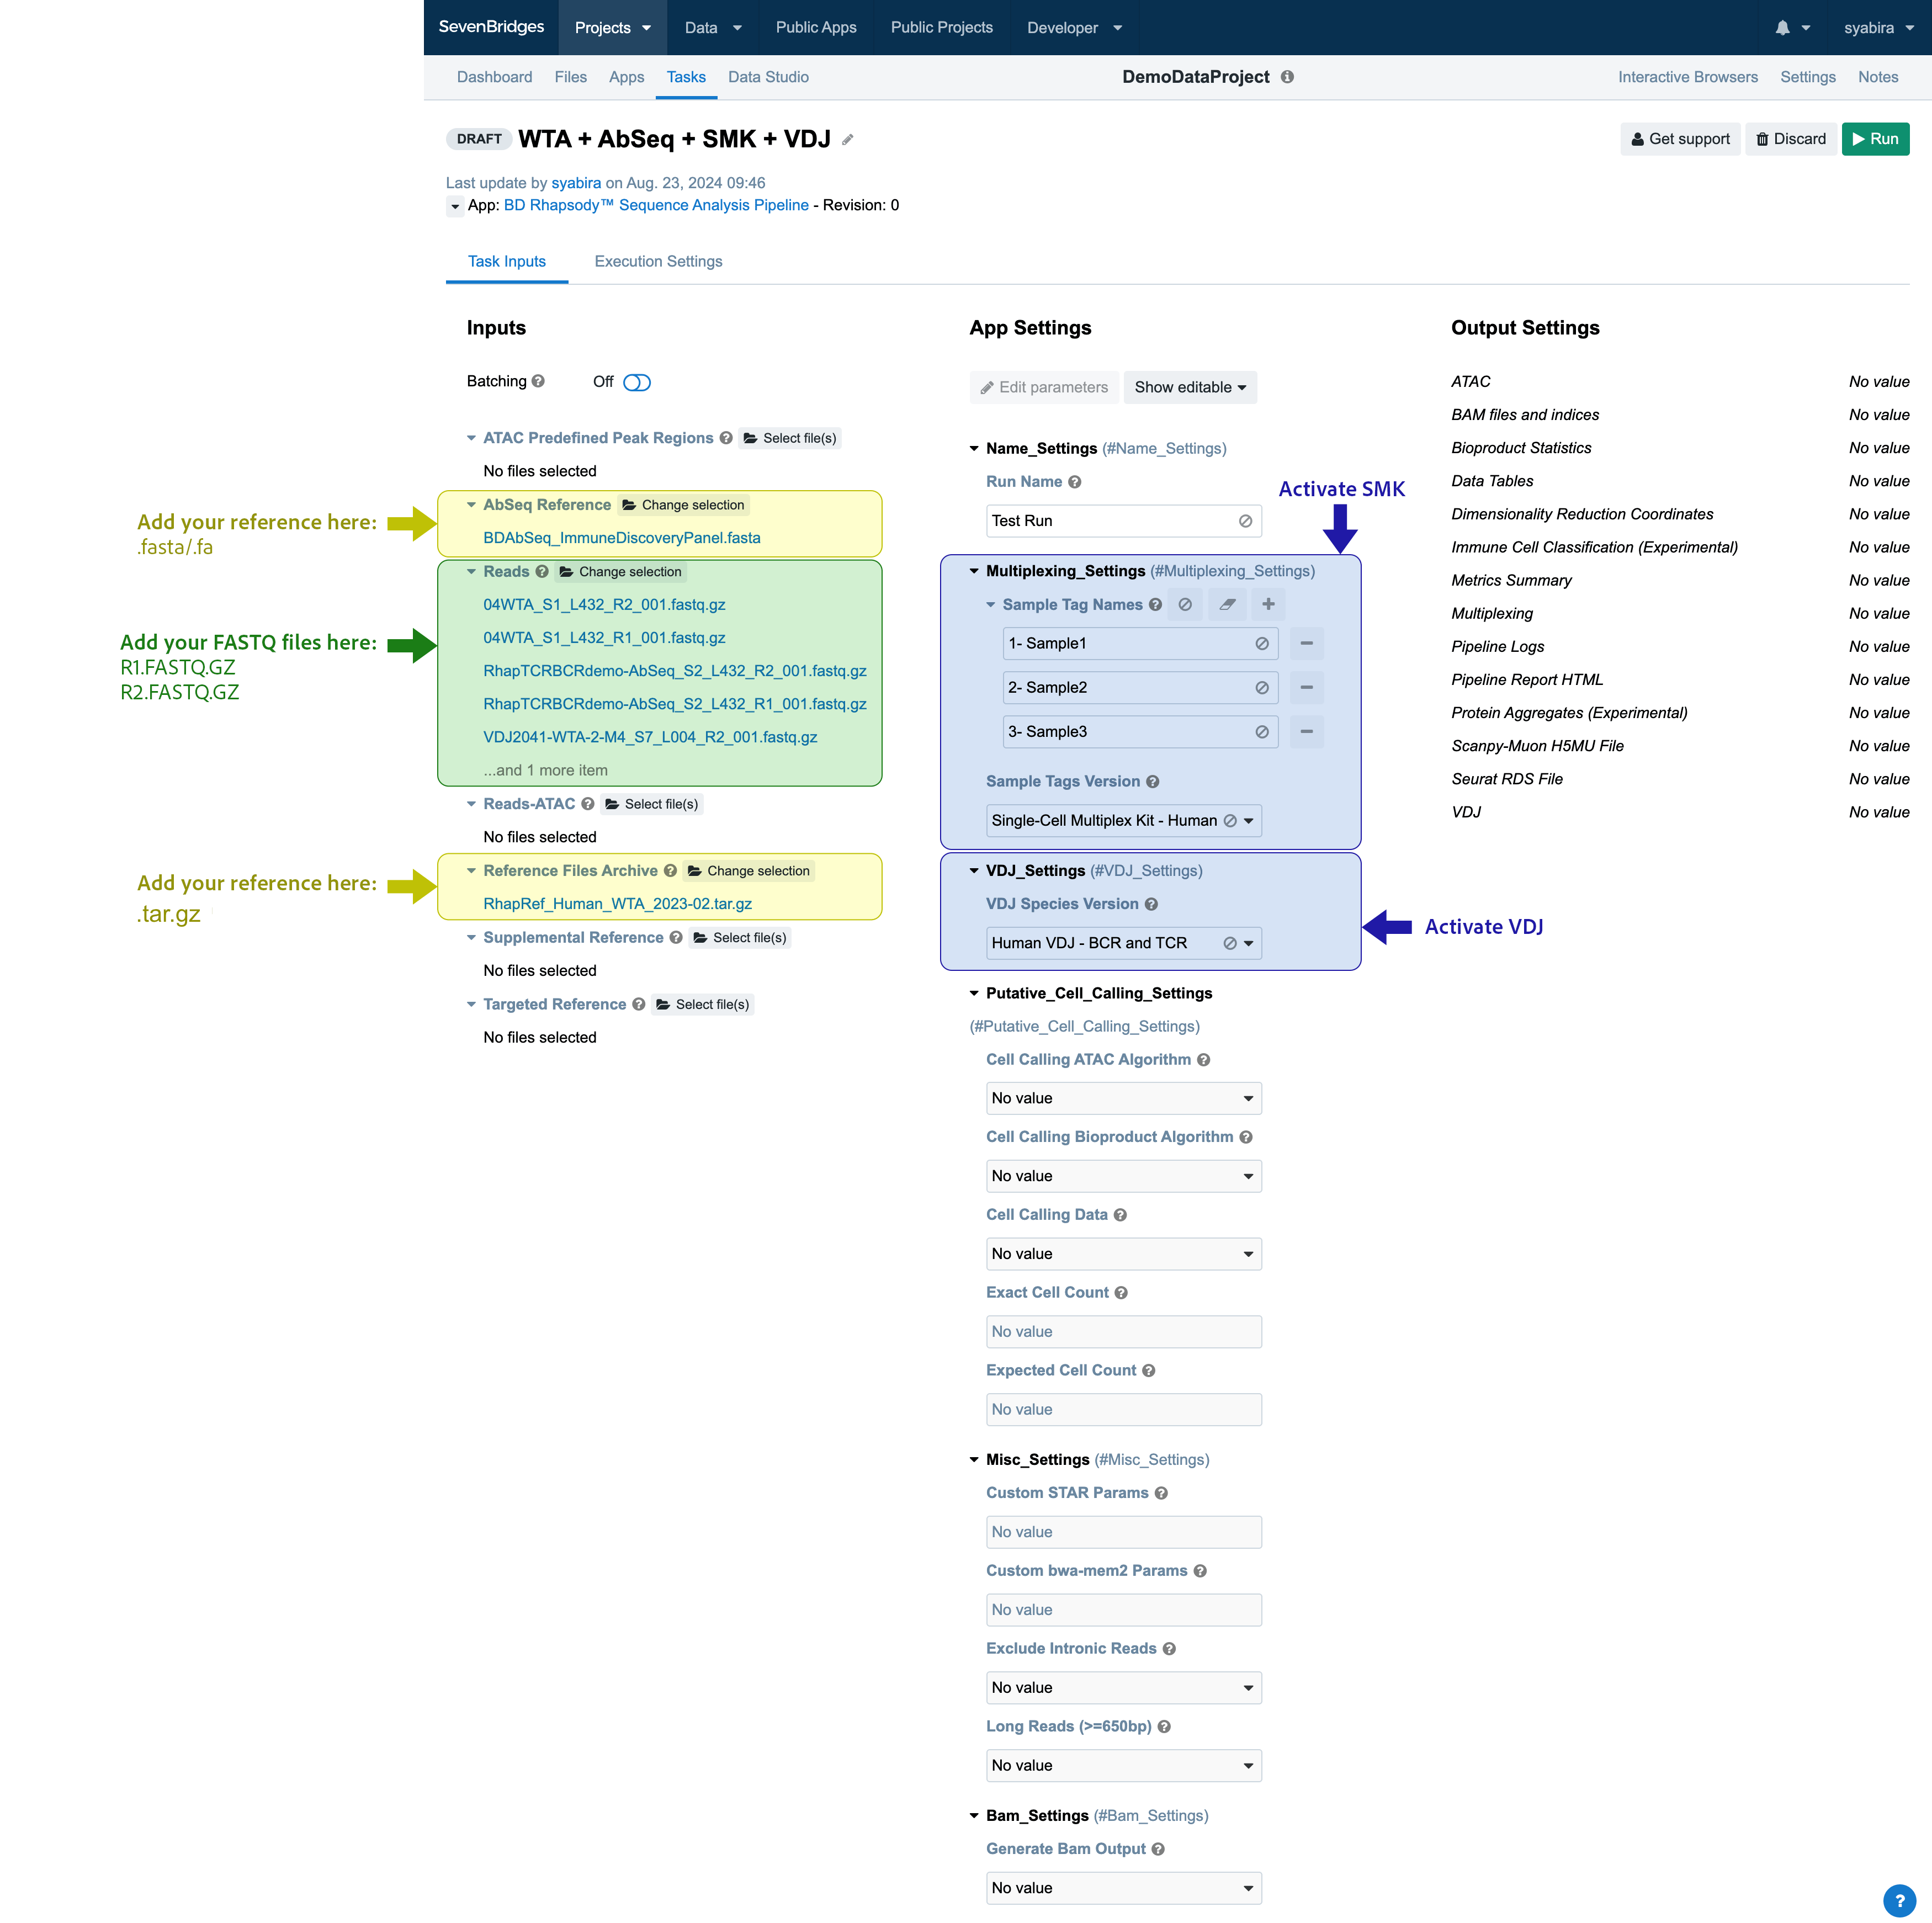 SevenBridges Projects Data Public Apps Public Projects Developer syabira
Dashboard Files Apps Tasks Data Studio DemoDataProject Interactive Browsers Settings Notes
DRAFT WTA + AbSeq + SMK + VDJ Get support Discard Run
Last update by syabira on Aug. 23, 2024 09:46
App: BD Rhapsody™ Sequence Analysis Pipeline - Revision: 0
Task Inputs Execution Settings
Inputs
Batching Off
ATAC Predefined Peak Regions Select file(s)
No files selected
Add your reference here:
.fasta/.fa
AbSeq Reference Change selection
BDAbSeq_ImmuneDiscoveryPanel.fasta
Add your FASTQ files here:
R1.FASTQ.GZ
R2.FASTQ.GZ
Reads Change selection
04WTA_S1_L432_R2_001.fastq.gz
04WTA_S1_L432_R1_001.fastq.gz
RhapTCRBCRdemo-AbSeq_S2_L432_R2_001.fastq.gz
RhapTCRBCRdemo-AbSeq_S2_L432_R1_001.fastq.gz
VDJ2041-WTA-2-M4_S7_L004_R2_001.fastq.gz
...and 1 more item
Reads-ATAC Select file(s)
No files selected
Add your reference here:
.tar.gz
Reference Files Archive Change selection
RhapRef_Human_WTA_2023-02.tar.gz
Supplemental Reference Select file(s)
No files selected
Targeted Reference Select file(s)
No files selected
App Settings
Edit parameters Show editable
Name_Settings (#Name_Settings)
Run Name
Test Run
Activate SMK
Multiplexing_Settings (#Multiplexing_Settings)
Sample Tag Names
1- Sample1
2- Sample2
3- Sample3
Sample Tags Version
Single-Cell Multiplex Kit - Human
VDJ_Settings (#VDJ_Settings)
VDJ Species Version
Human VDJ - BCR and TCR
Activate VDJ
Putative_Cell_Calling_Settings
(#Putative_Cell_Calling_Settings)
Cell Calling ATAC Algorithm
No value
Cell Calling Bioproduct Algorithm
No value
Cell Calling Data
No value
Exact Cell Count
No value
Expected Cell Count
No value
Misc_Settings (#Misc_Settings)
Custom STAR Params
No value
Custom bwa-mem2 Params
No value
Exclude Intronic Reads
No value
Long Reads (>=650bp)
No value
Bam_Settings (#Bam_Settings)
Generate Bam Output
No value
Output Settings
ATAC No value
BAM files and indices No value
Bioproduct Statistics No value
Data Tables No value
Dimensionality Reduction Coordinates No value
Immune Cell Classification (Experimental) No value
Metrics Summary No value
Multiplexing No value
Pipeline Logs No value
Pipeline Report HTML No value
Protein Aggregates (Experimental) No value
Scanpy-Muon H5MU File No value
Seurat RDS File No value
VDJ No value
?